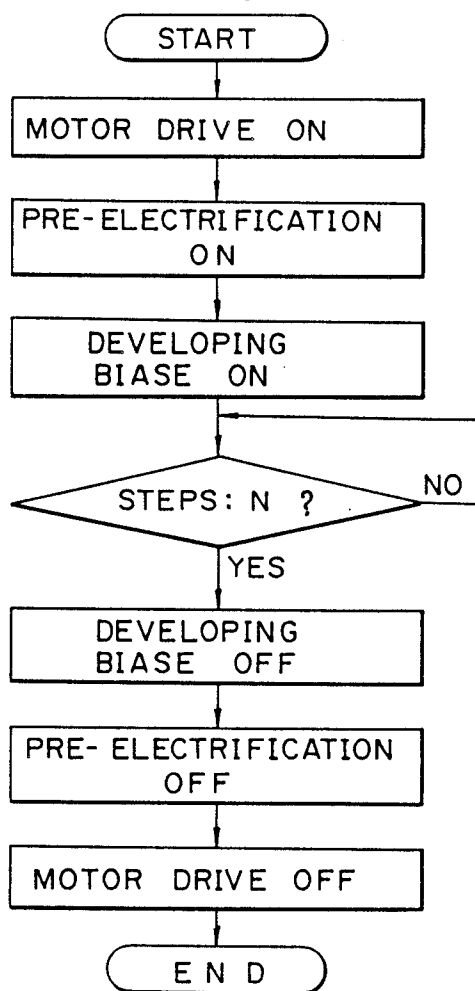 START
MOTOR DRIVE ON
PRE-ELECTRIFICATION
ON
DEVELOPING
BIASE ON
STEPS: N ?
NO
YES
DEVELOPING
BIASE OFF
PRE-ELECTRIFICATION
OFF
MOTOR DRIVE OFF
END